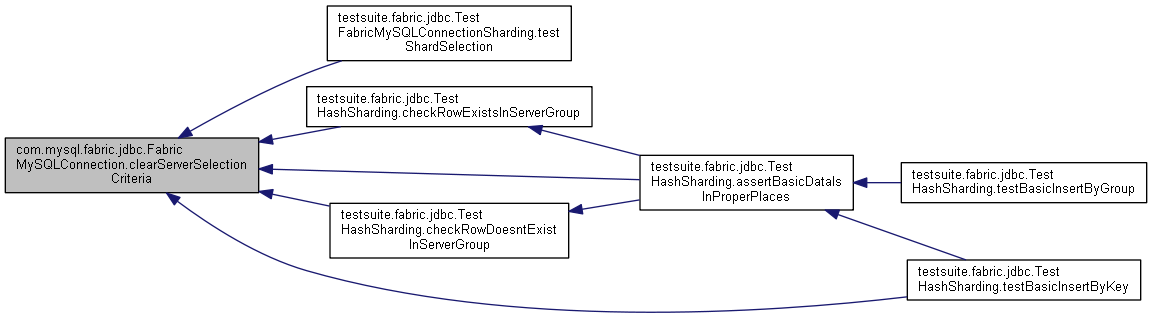 testsuite.fabric.jdbc.Test
FabricMySQLConnectionSharding.test
ShardSelection
testsuite.fabric.jdbc.Test
HashSharding.checkRowExistsInServerGroup
com.mysql.fabric.jdbc.Fabric
MySQLConnection.clearServerSelection
Criteria
testsuite.fabric.jdbc.Test
HashSharding.assertBasicDataIs
InProperPlaces
testsuite.fabric.jdbc.Test
HashSharding.testBasicInsertByGroup
testsuite.fabric.jdbc.Test
HashSharding.checkRowDoesntExist
InServerGroup
testsuite.fabric.jdbc.Test
HashSharding.testBasicInsertByKey